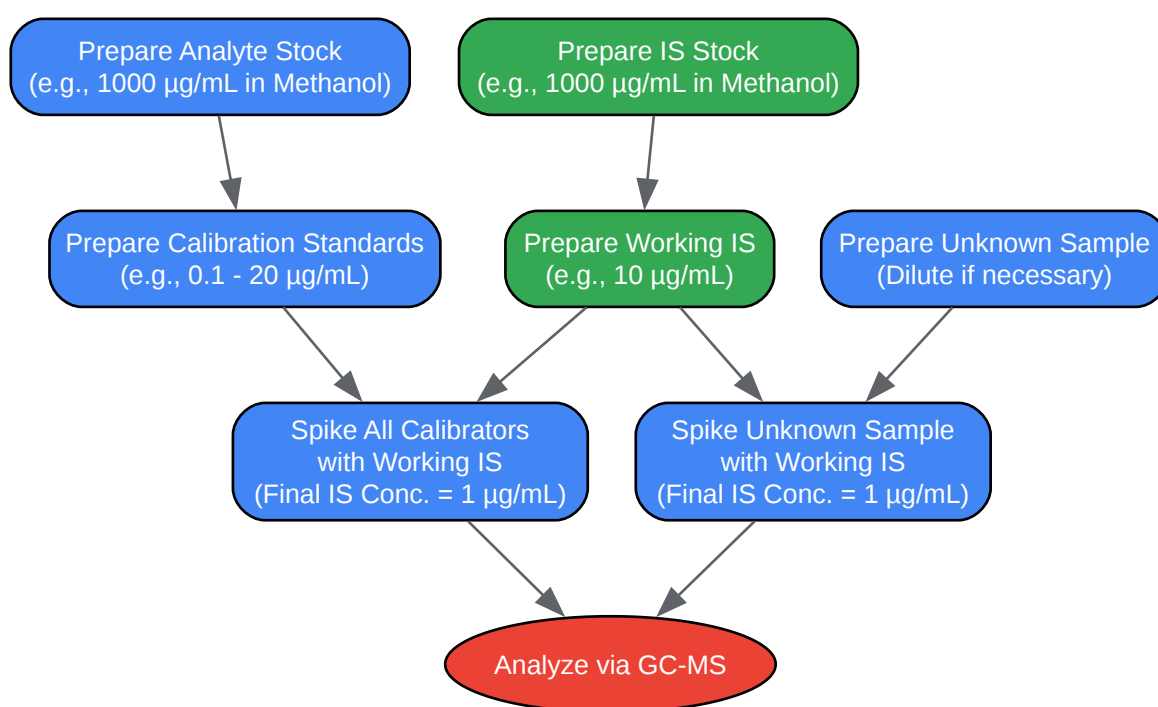 Prepare Analyte Stock
(e.g., 1000 µg/mL in Methanol)
Prepare IS Stock
(e.g., 1000 µg/mL in Methanol)
Prepare Calibration Standards
(e.g., 0.1 - 20 µg/mL)
Prepare Working IS
(e.g., 10 µg/mL)
Prepare Unknown Sample
(Dilute if necessary)
Spike All Calibrators
with Working IS
(Final IS Conc. = 1 µg/mL)
Spike Unknown Sample
with Working IS
(Final IS Conc. = 1 µg/mL)
Analyze via GC-MS